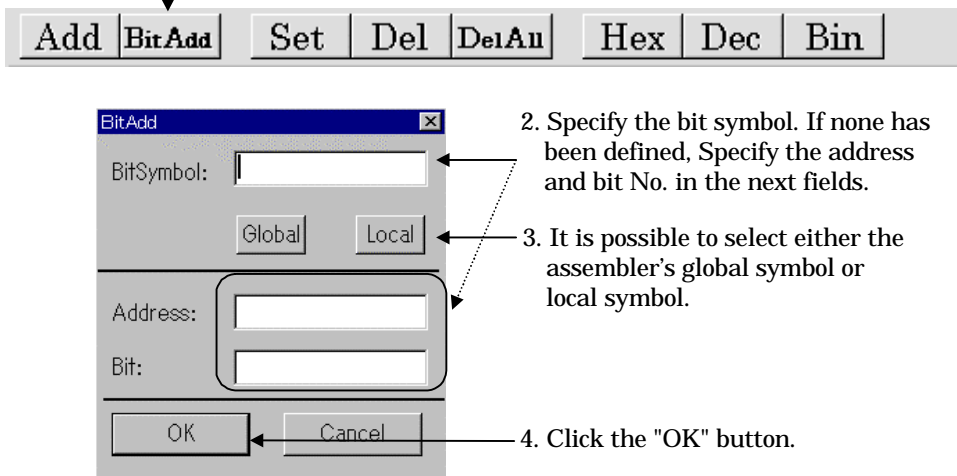 Add BitAdd Set Del DelAll Hex Dec Bin
BitAdd
2. Specify the bit symbol. If none has
been defined, Specify the address
and bit No. in the next fields.
BitSymbol:
Global Local
3. It is possible to select either the
assembler's global symbol or
local symbol.
Address:
Bit:
OK Cancel
4. Click the "OK" button.